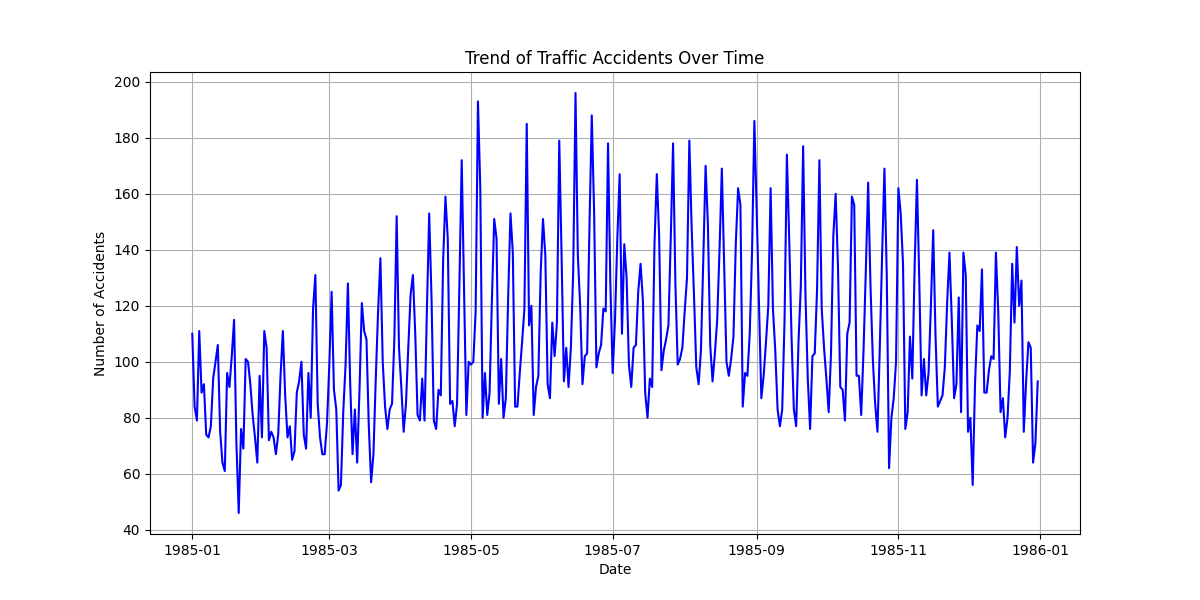 Trend of Traffic Accidents Over Time
200
180
160
140
120
100
80
60
40
Number of Accidents
1985-01 1985-03 1985-05 1985-07 1985-09 1985-11 1986-01
Date